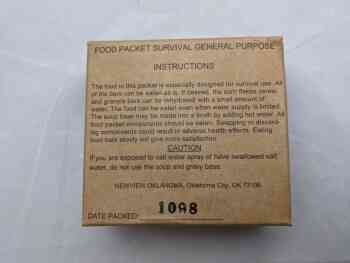 FOOD PACKET SURVIVAL GENERAL PURPOSE
INSTRUCTIONS
The food in this packet is especially designed for survival use. All
of the bars can be eaten as is. If desired, the corn flakes cereal
and granola bars can be rehydrated with a small amount of
water. The food can be eaten even when water supply is limited.
The soup base may be made into a broth by adding hot water. All
food packet components should be eaten. Swapping or discard-
ing components could result in adverse health effects. Eating
food bars slowly will give more satisfaction.
CAUTION
If you are exposed to salt water spray or have swallowed salt
water, do not use the soup and gravy base.
NEWVIEW OKLAHOMA, Oklahoma City, OK 73106
DATE PACKED: 1098